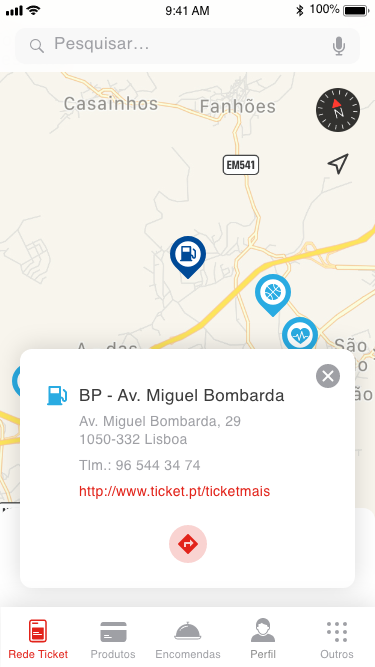 9:41 AM
100%
Pesquisar...
Casainhos
Fanhões
N
EM541
São
das
BP - Av. Miguel Bombarda
Av. Miguel Bombarda, 29
1050-332 Lisboa
Tlm.: 96 544 34 74
http://www.ticket.pt/ticketmais
Rede Ticket
Produtos
Encomendas
Perfil
Outros